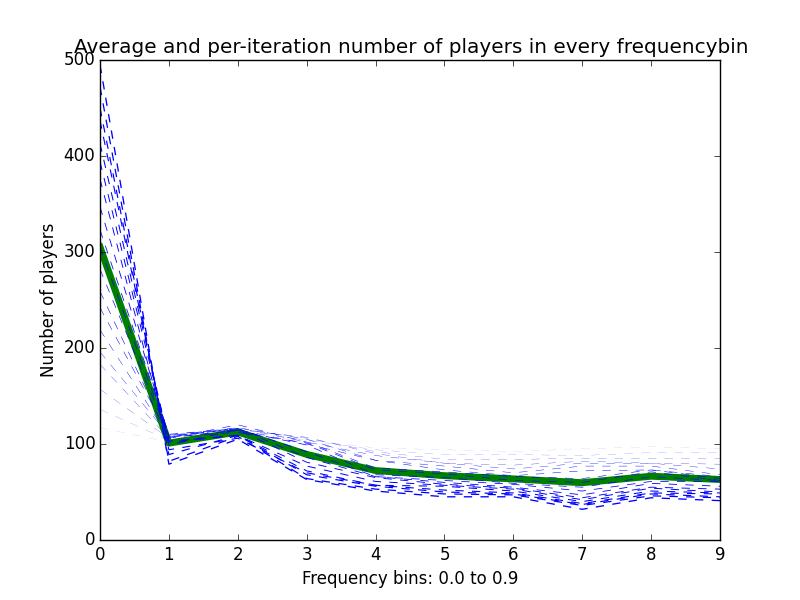 Average and per-iteration number of players in every frequencybin
500
400
300
200
100
0
Number of players
0 1 2 3 4 5 6 7 8 9
Frequency bins: 0.0 to 0.9